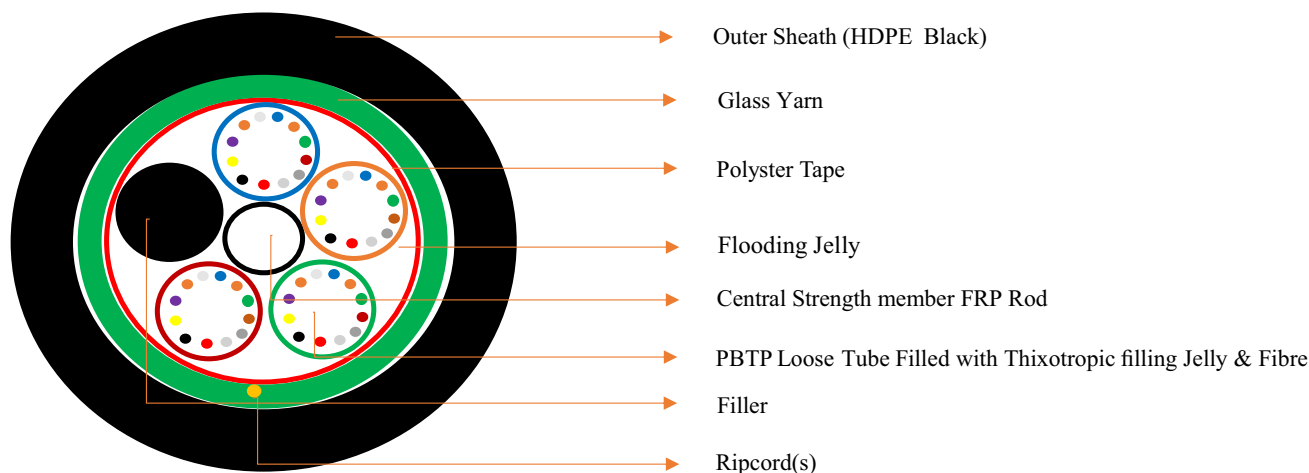 Outer Sheath (HDPE Black)
Glass Yarn
Polyster Tape
Flooding Jelly
Central Strength member FRP Rod
PBTP Loose Tube Filled with Thixotropic filling Jelly & Fibre
Filler
Ripcord(s)